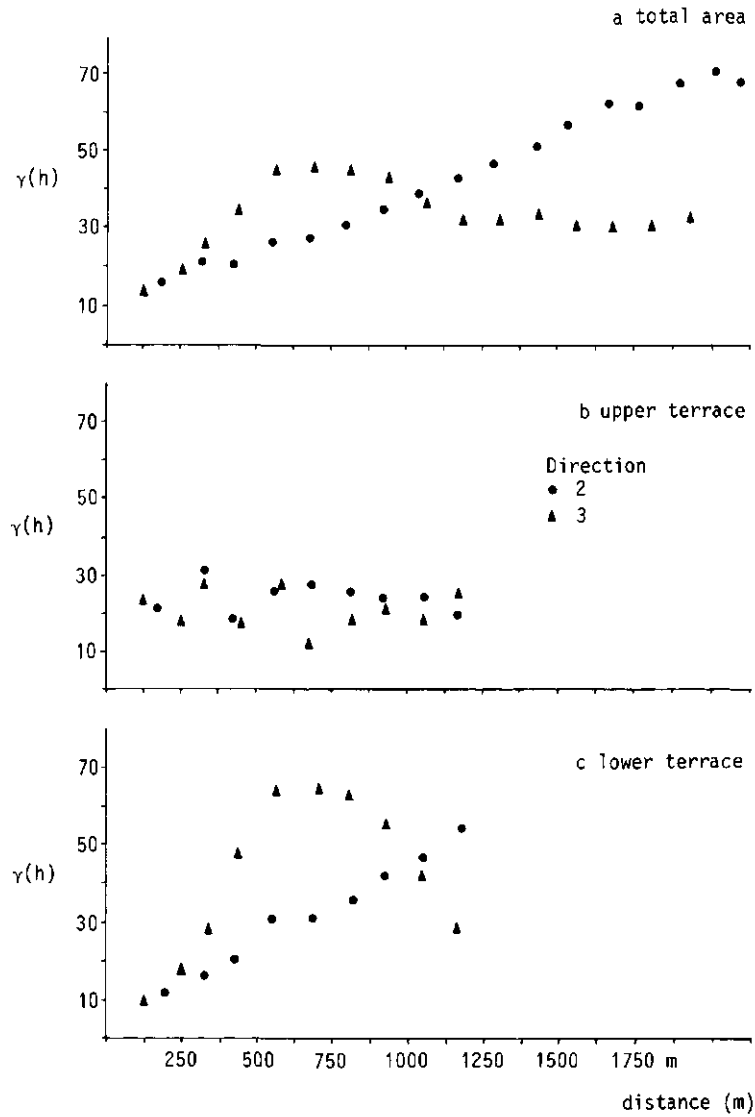 a total area
70
50
γ(h)
30
10
b upper terrace
70
Direction
2
50
3
γ(h)
30
10
c lower terrace
70
50
γ(h)
30
10
250 500 750 1000 1250 1500 1750 m
distance (m)